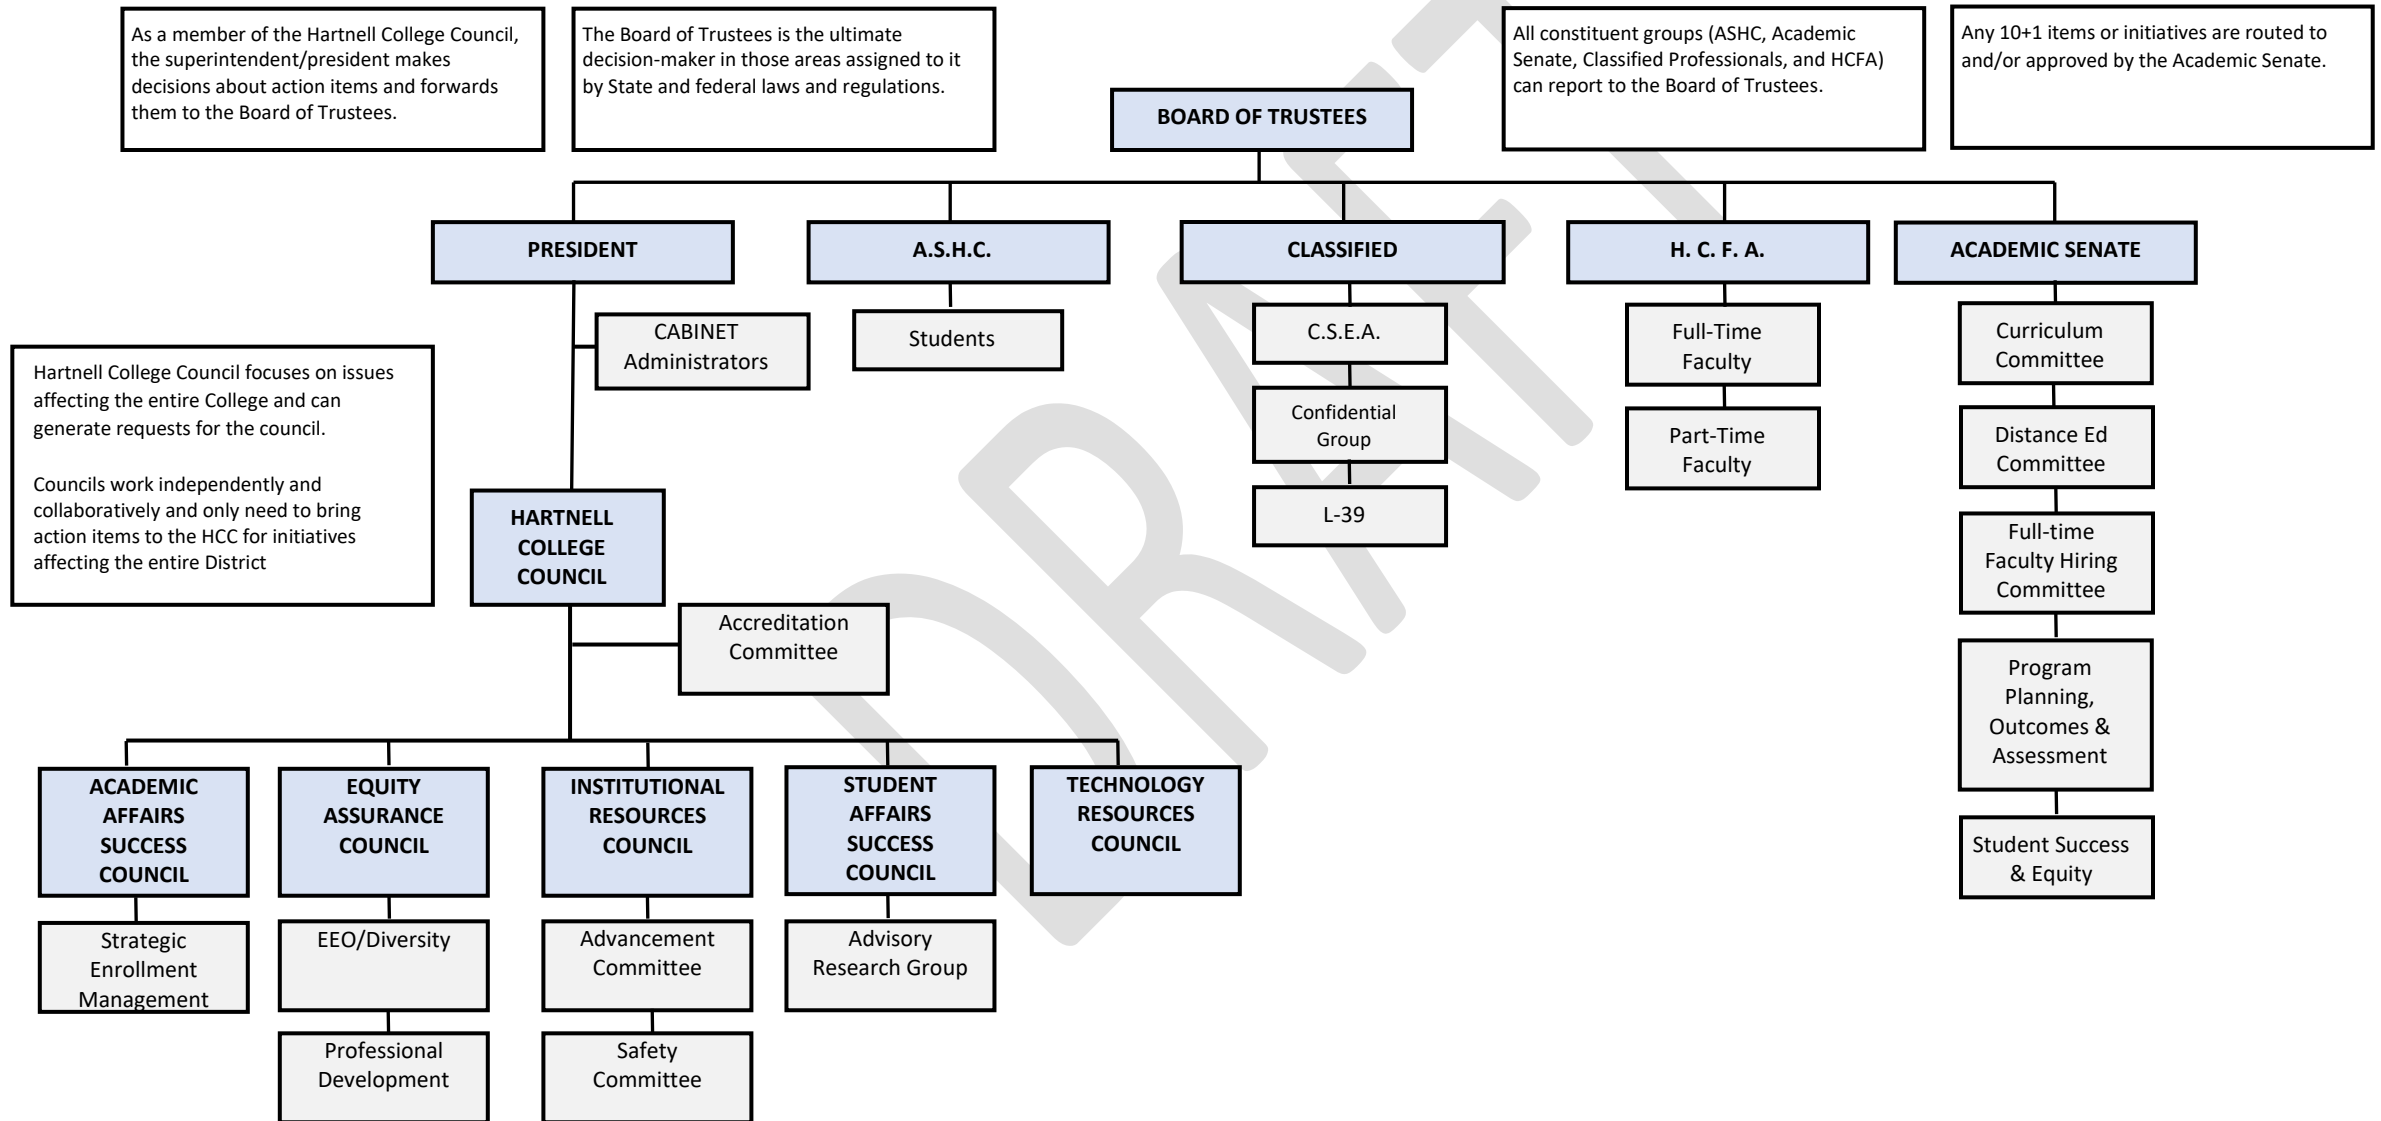 As a member of the Hartnell College Council,
the superintendent/president makes
decisions about action items and forwards
them to the Board of Trustees.
The Board of Trustees is the ultimate
decision-maker in those areas assigned to it
by State and federal laws and regulations.
BOARD OF TRUSTEES
All constituent groups (ASHC, Academic
Senate, Classified Professionals, and HCFA)
can report to the Board of Trustees.
Any 10+1 items or initiatives are routed to
and/or approved by the Academic Senate.
PRESIDENT
A.S.H.C.
CLASSIFIED
H. C. F. A.
ACADEMIC SENATE
CABINET
Administrators
Students
C.S.E.A.
Confidential
Group
L-39
Full-Time
Faculty
Part-Time
Faculty
Curriculum
Committee
Distance Ed
Committee
Full-time
Faculty Hiring
Committee
Program
Planning,
Outcomes &
Assessment
Student Success
& Equity
Hartnell College Council focuses on issues
affecting the entire College and can
generate requests for the council.
Councils work independently and
collaboratively and only need to bring
action items to the HCC for initiatives
affecting the entire District
HARTNELL
COLLEGE
COUNCIL
Accreditation
Committee
ACADEMIC
AFFAIRS
SUCCESS
COUNCIL
Strategic
Enrollment
Management
EQUITY
ASSURANCE
COUNCIL
EEO/Diversity
Professional
Development
INSTITUTIONAL
RESOURCES
COUNCIL
Advancement
Committee
Safety
Committee
STUDENT
AFFAIRS
SUCCESS
COUNCIL
Advisory
Research Group
TECHNOLOGY
RESOURCES
COUNCIL
DRAFT